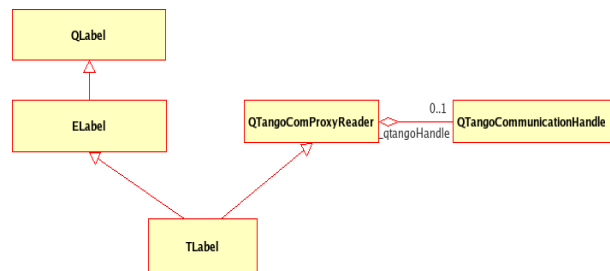 QLabel
0..1
ELabel
QTangoComProxyReader
QTangoCommunicationHandle
_qtangoHandle
TLabel